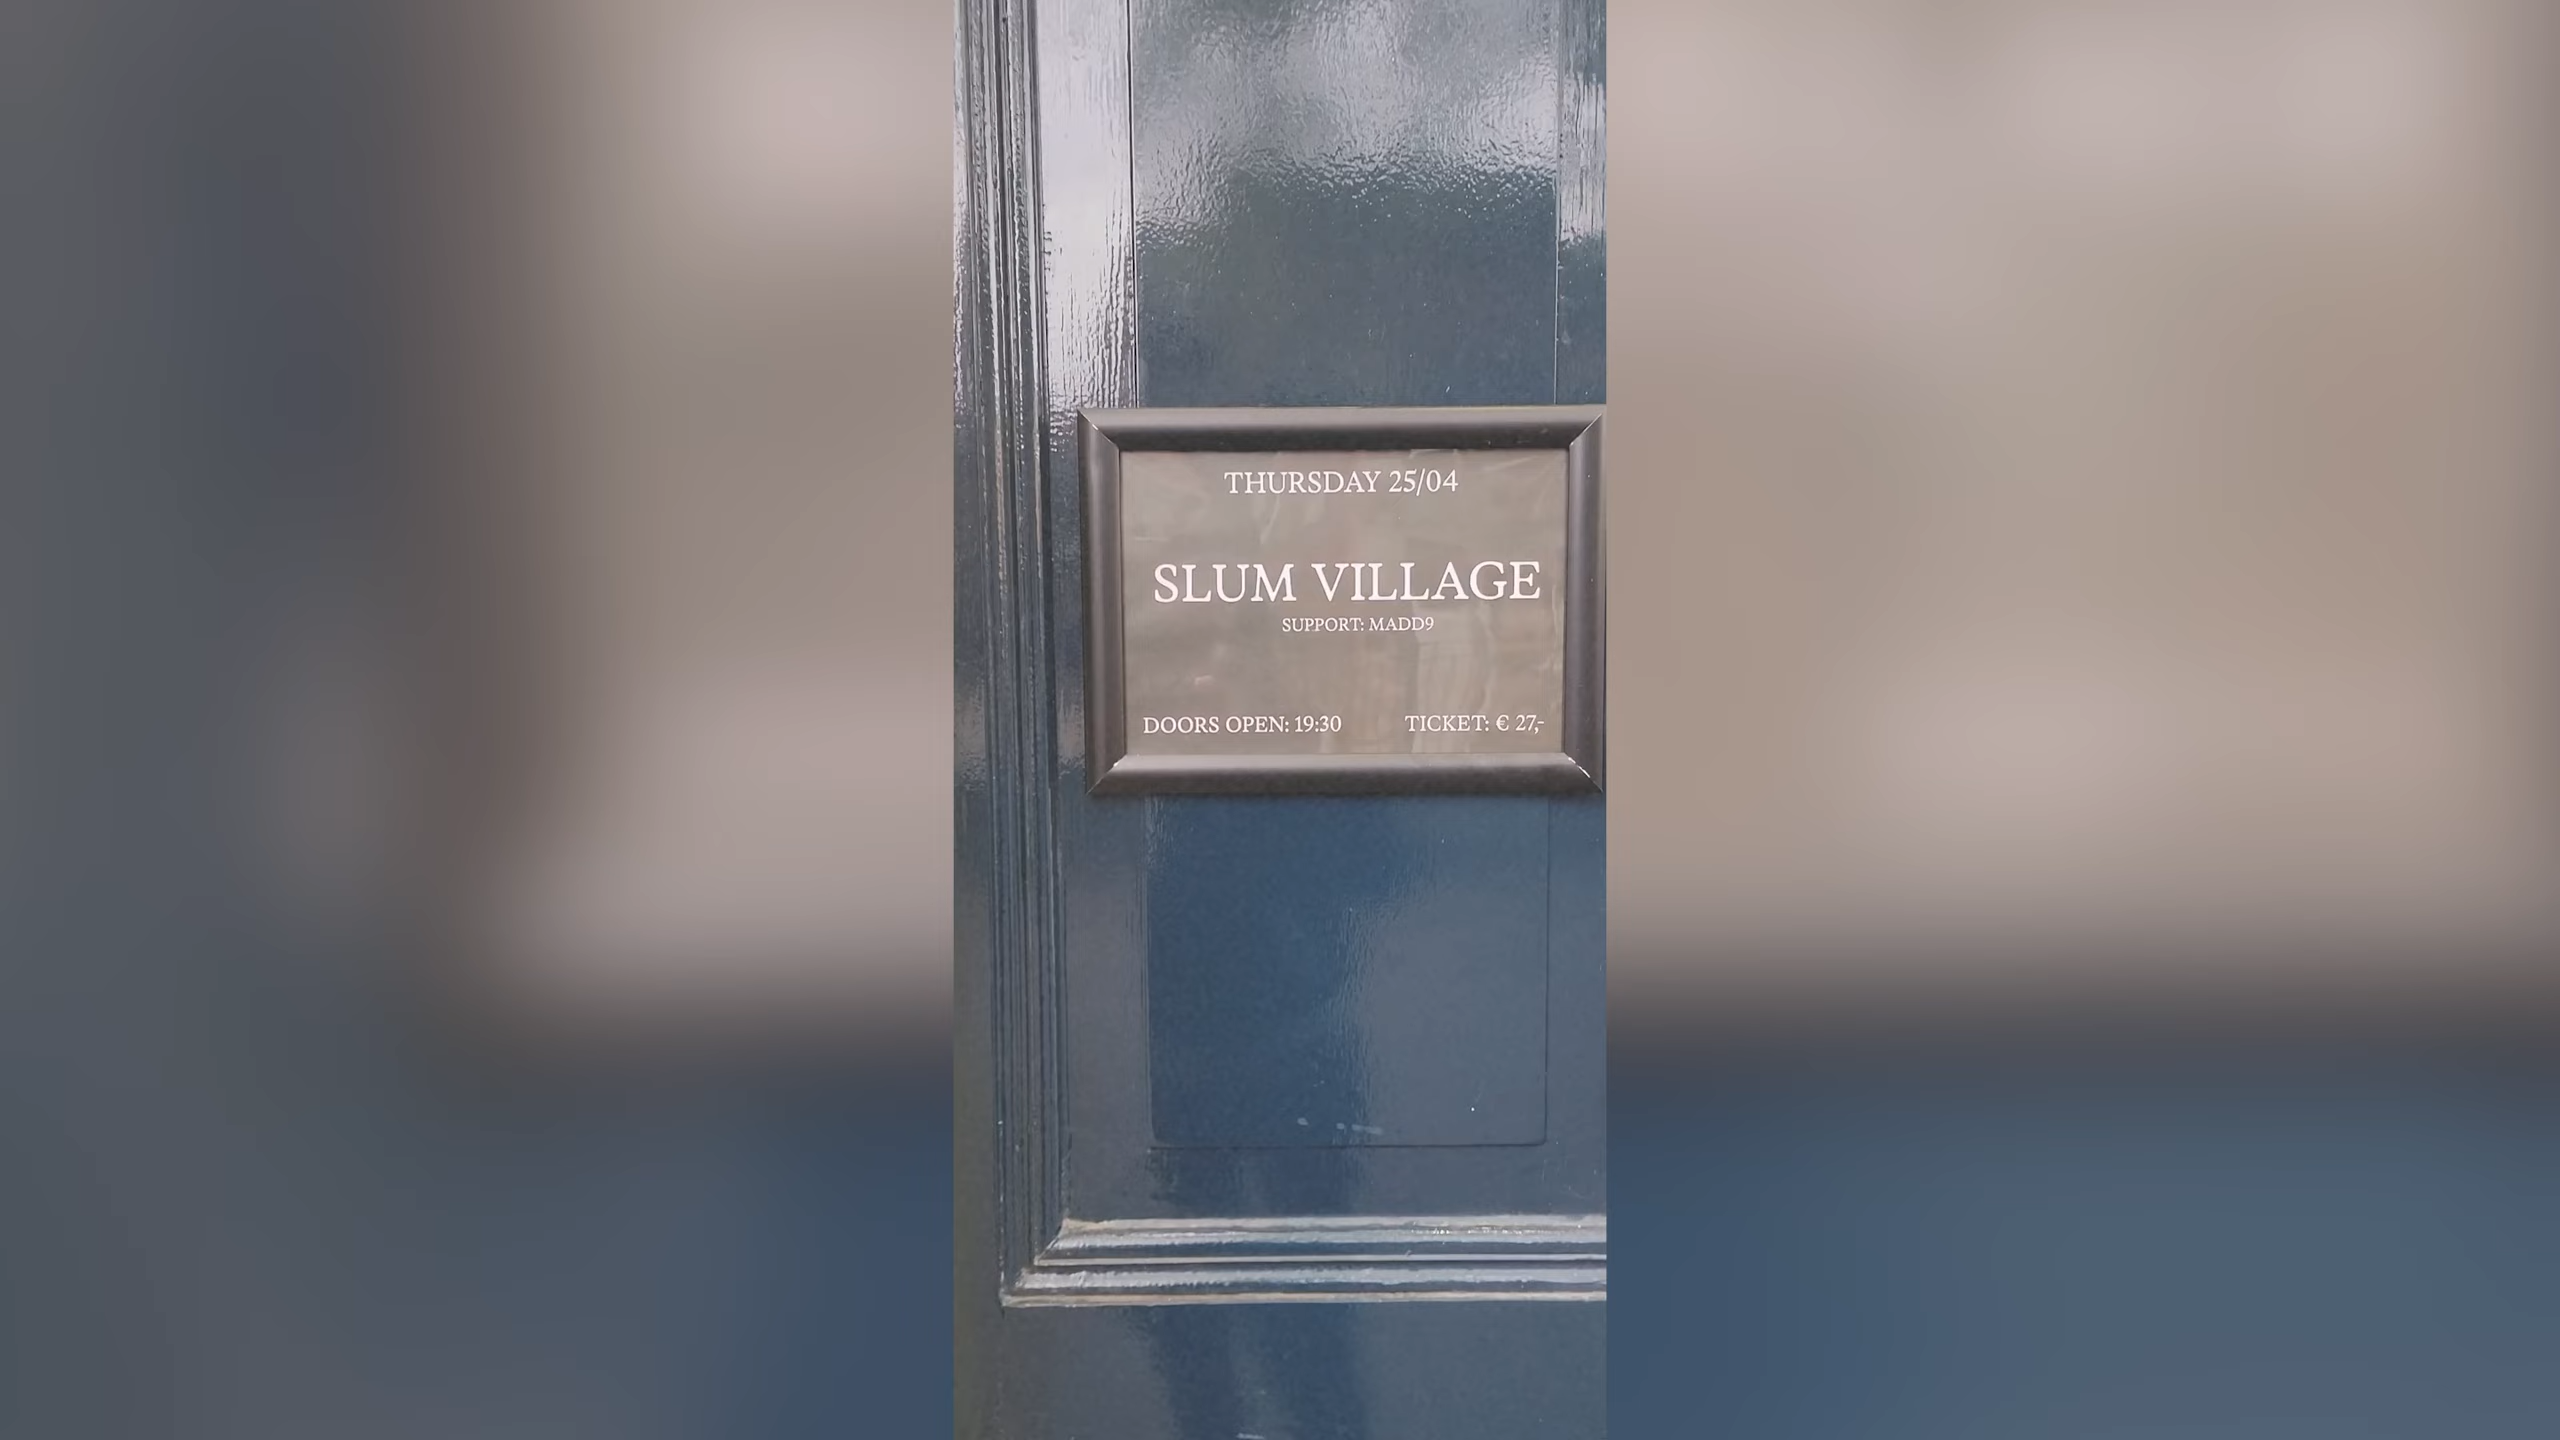 THURSDAY 25/04
SLUM VILLAGE
SUPPORT: MADD9
DOORS OPEN: 19:30 TICKET: € 27,-